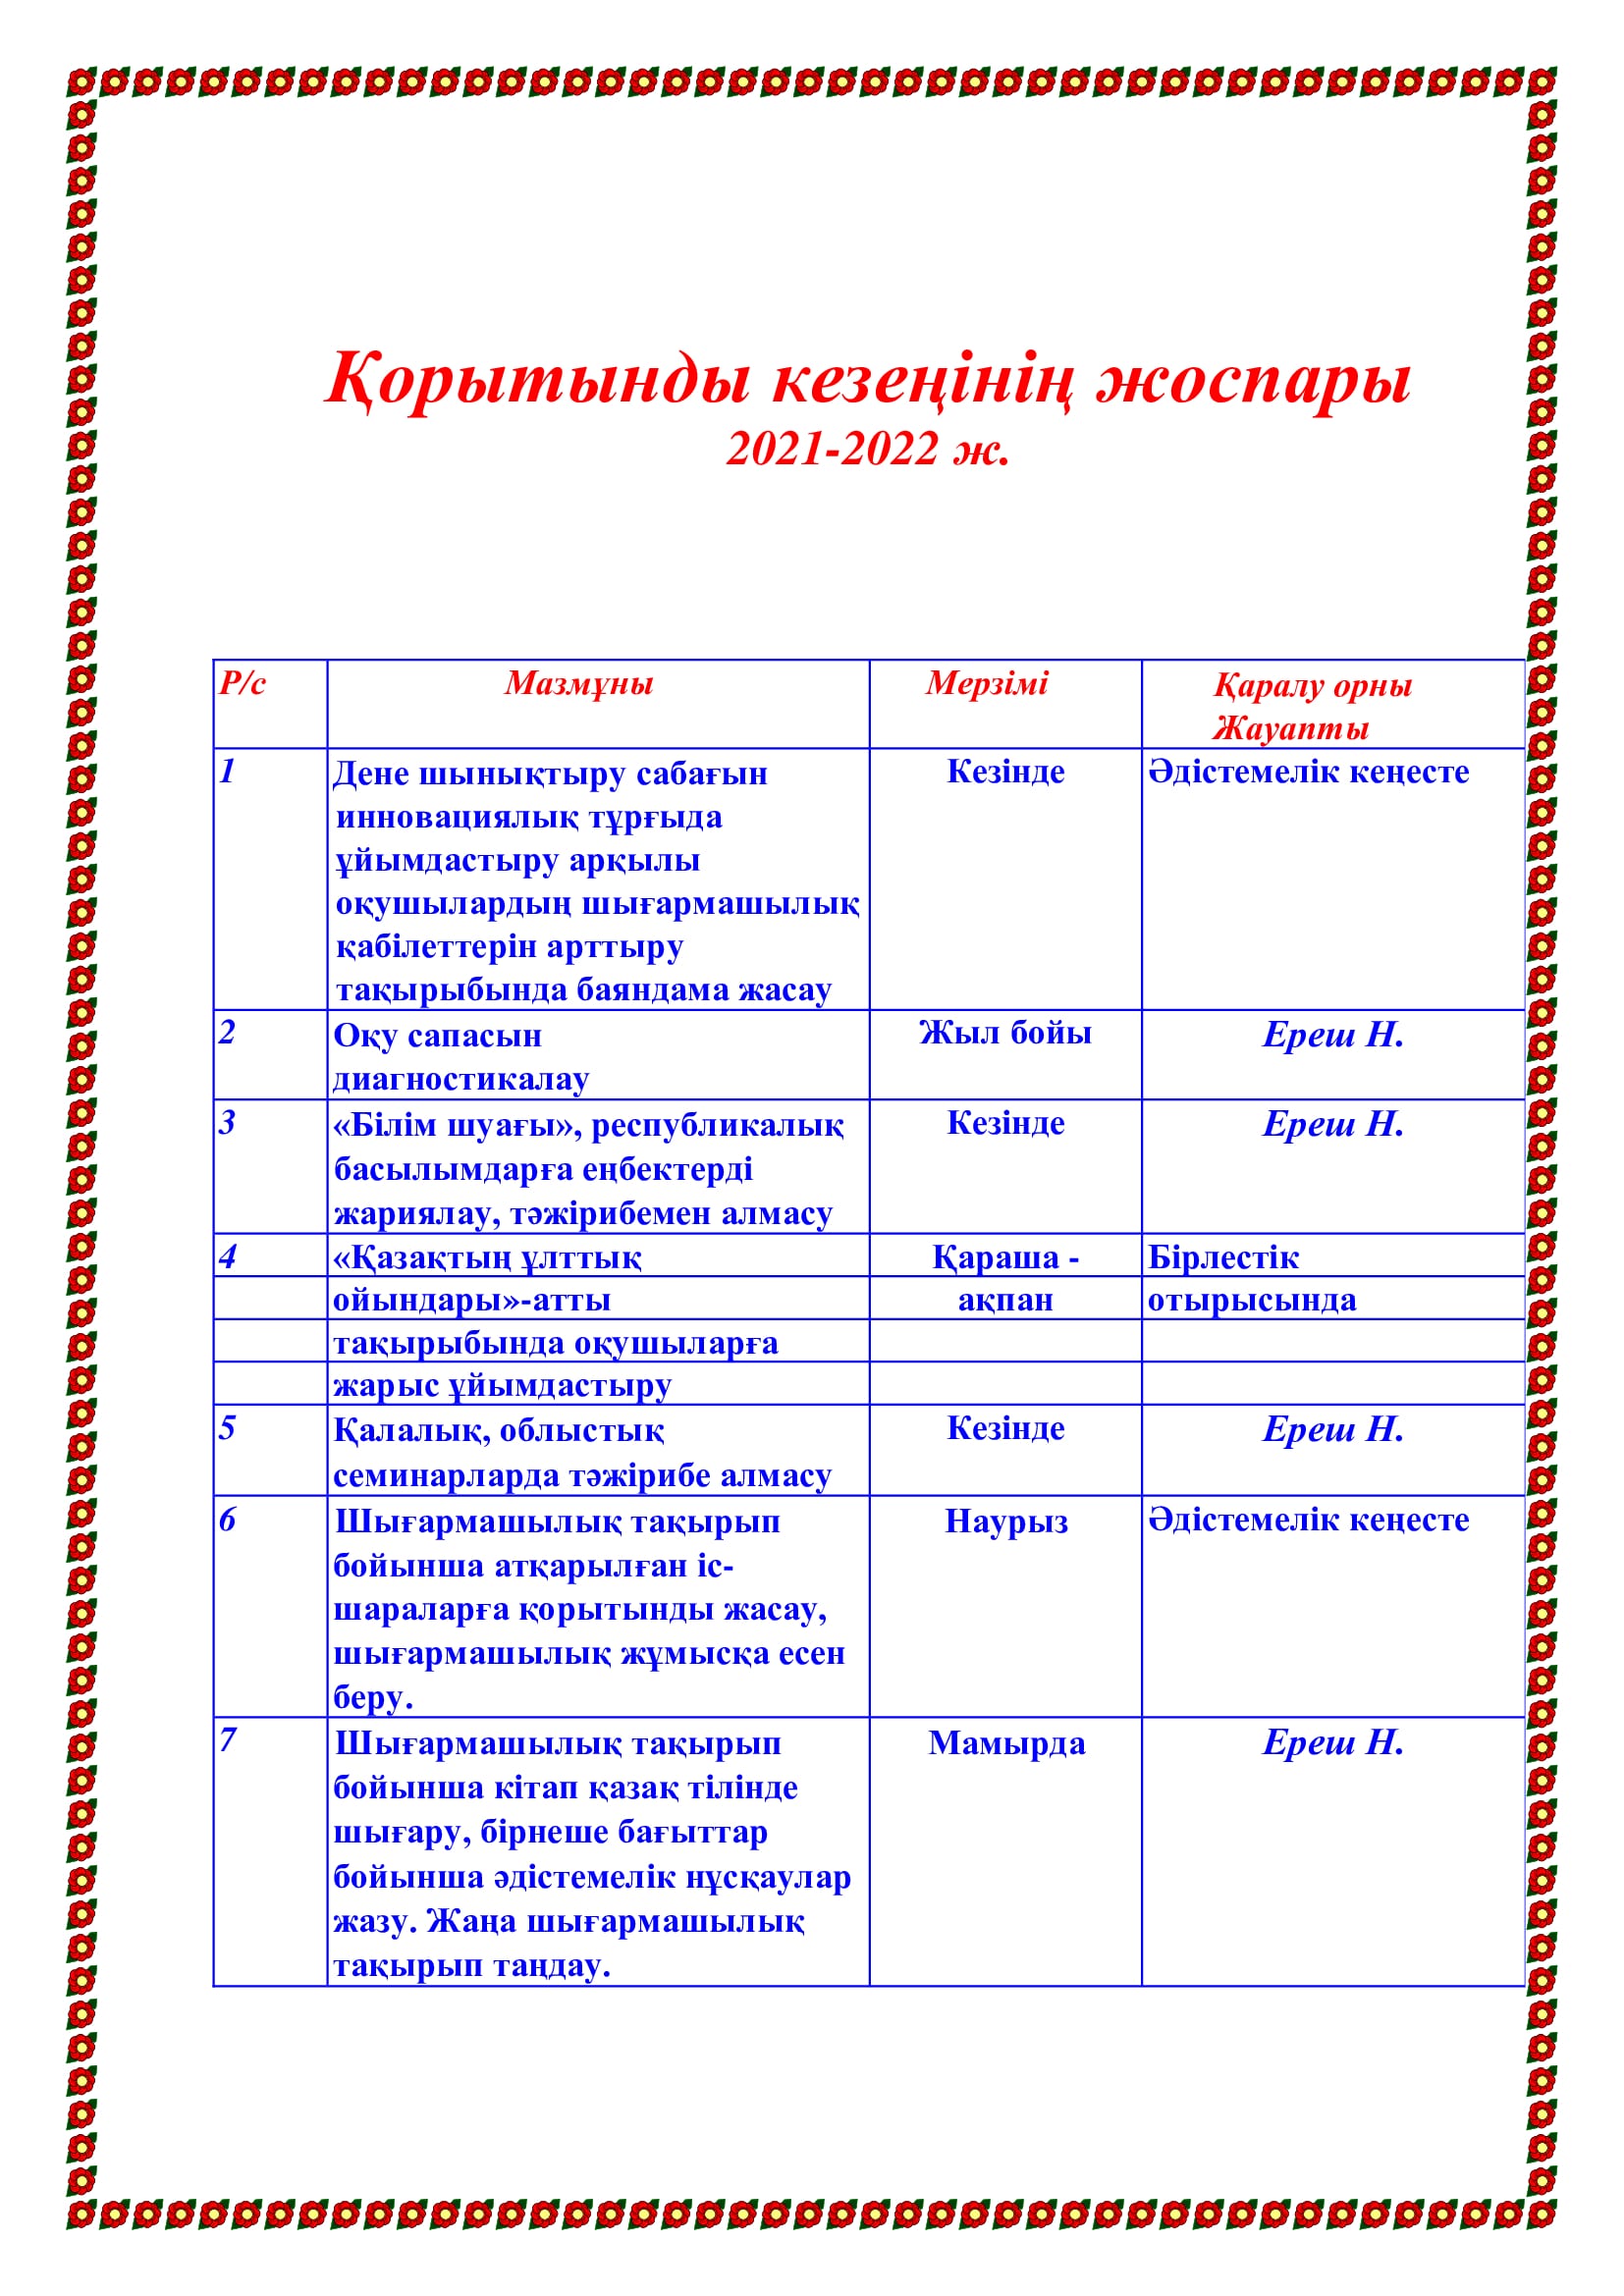 Қорытынды кезеңінің жоспары
2021-2022 ж.
Р/с Мазмұны Мерзімі Қаралу орны
Жауапты
1 Дене шынықтыру сабағын Кезінде Әдістемелік кеңесте
инновациялық тұрғыда
ұйымдастыру арқылы
оқушылардың шығармашылық
қабілеттерін арттыру
тақырыбында баяндама жасау
2 Оқу сапасын Жыл бойы Ереш Н.
диагностикалау
3 «Білім шуағы», республикалық Кезінде Ереш Н.
басылымдарға еңбектерді
жариялау, тәжірибемен алмасу
4 «Қазақтың ұлттық Қараша - Бірлестік
ойындары»-атты ақпан отырысында
тақырыбында оқушыларға
жарыс ұйымдастыру
5 Қалалық, облыстық Кезінде Ереш Н.
семинарларда тәжірибе алмасу
6 Шығармашылық тақырып Наурыз Әдістемелік кеңесте
бойынша атқарылған іс-
шараларға қорытынды жасау,
шығармашылық жұмысқа есен
беру.
7 Шығармашылық тақырып Мамырда Ереш Н.
бойынша кітап қазақ тілінде
шығару, бірнеше бағыттар
бойынша әдістемелік нұсқаулар
жазу. Жаңа шығармашылық
тақырып таңдау.